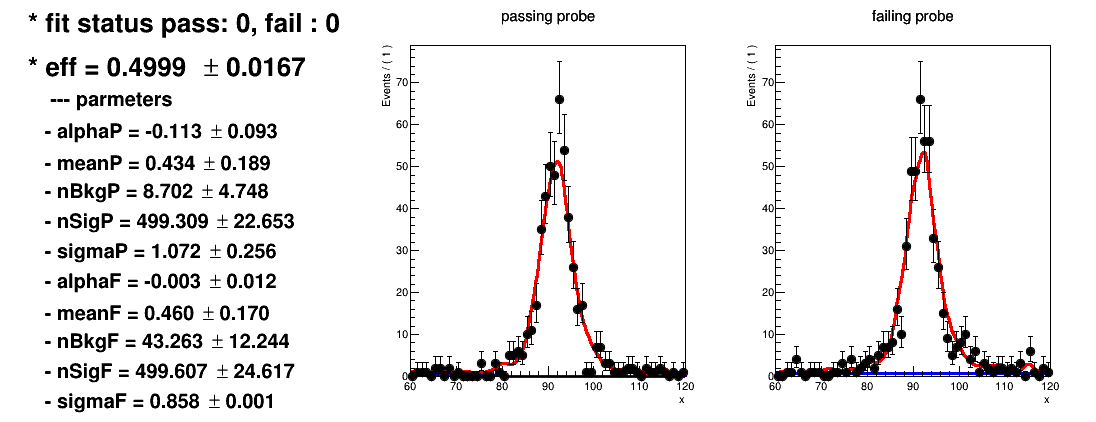 * fit status pass: 0, fail : 0
* eff = 0.4999 ± 0.0167
--- parmeters
- alphaP = -0.113 ± 0.093
- meanP = 0.434 ± 0.189
- nBkgP = 8.702 ± 4.748
- nSigP = 499.309 ± 22.653
- sigmaP = 1.072 ± 0.256
- alphaF = -0.003 ± 0.012
- meanF = 0.460 ± 0.170
- nBkgF = 43.263 ± 12.244
- nSigF = 499.607 ± 24.617
- sigmaF = 0.858 ± 0.001
passing probe
Events / ( 1 )
70
60
50
40
30
20
10
0
60 70 80 90 100 110 120
x
failing probe
Events / ( 1 )
70
60
50
40
30
20
10
0
60 70 80 90 100 110 120
x